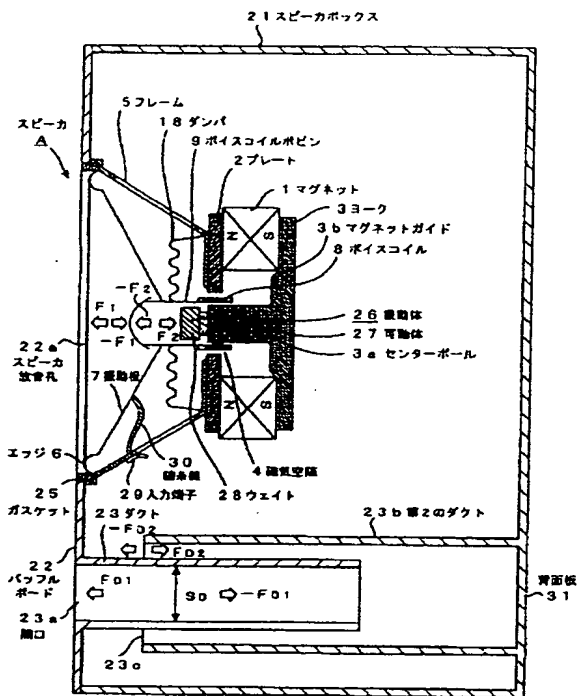 21スピーカボックス
5フレーム
スピーカ
A
18ダンパ
9ボイスコイルボビン
2プレート
1マグネット
3ヨーク
3bマグネットガイド
8ボイスコイル
N
S
−F2
F1
−F1
F2
26振動体
27可動体
3aセンターポール
22a
スピーカ
放音孔
7振動板
N
S
エッジ6
30
錦糸線
4磁気空隙
25
ガスケット
29入力端子
28ウェイト
23ダクト
23b第2のダクト
−FD2
FD2
22
バッフル
ボード
FD1
SD
−FD1
背面板
31
23a
開口
23c